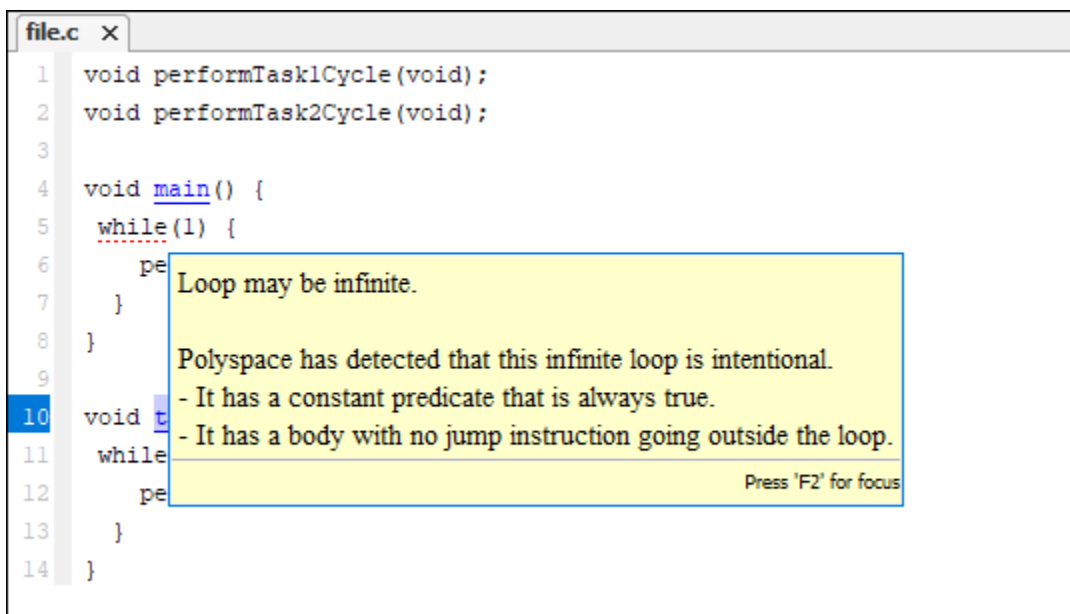 file.c X
1 void performTask1Cycle(void);
2 void performTask2Cycle(void);
3
4 void main() {
5 while(1) {
6 pe
7 }
8 }
9
10 void t
11 while
12 pe
13 }
14 }
Loop may be infinite.
Polyspace has detected that this infinite loop is intentional.
- It has a constant predicate that is always true.
- It has a body with no jump instruction going outside the loop.
Press 'F2' for focus